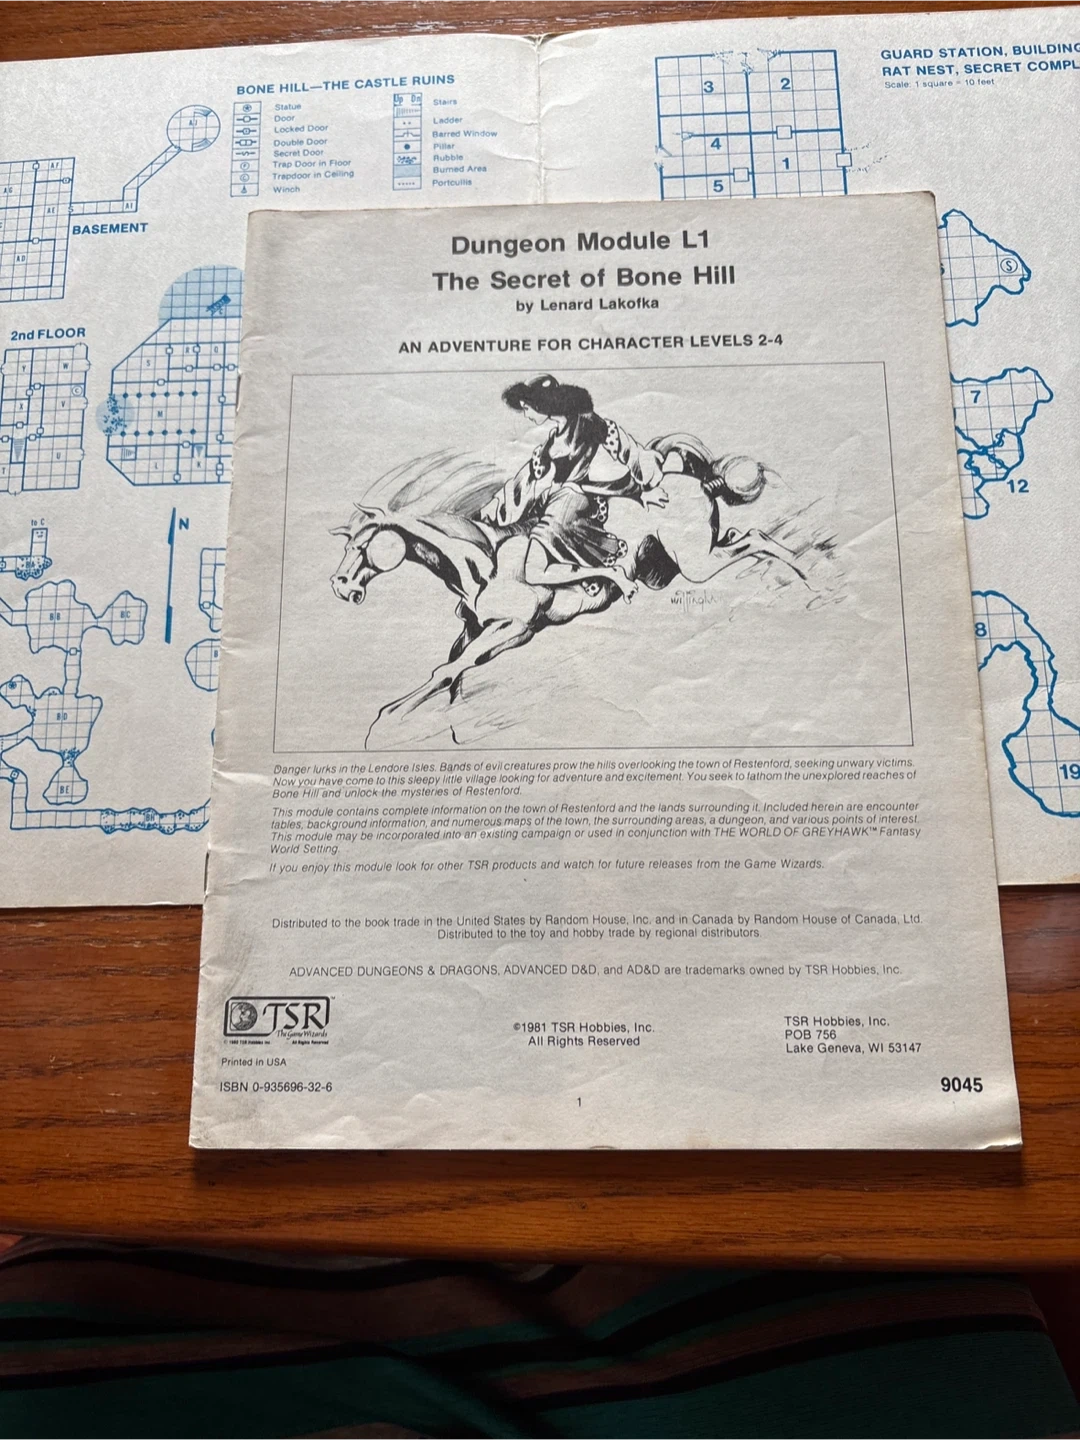 BONE HILL—THE CASTLE RUINS
Statue
Door
Locked Door
Double Door
Secret Door
Trap Door in Floor
Trapdoor in Ceiling
Winch
Up Dn
Stairs
Ladder
Barred Window
Pillar
Rubble
Burned Area
Portcullis
GUARD STATION, BUILDING
RAT NEST, SECRET COMPL
Scale: 1 square = 10 feet
3
2
4
1
5
BASEMENT
2nd FLOOR
N
to C
S
7
12
8
19
Dungeon Module L1
The Secret of Bone Hill
by Lenard Lakofka
AN ADVENTURE FOR CHARACTER LEVELS 2-4
Danger lurks in the Lendore Isles. Bands of evil creatures prow the hills overlooking the town of Restenford, seeking unwary victims.
Now you have come to this sleepy little village looking for adventure and excitement. You seek to fathom the unexplored reaches of
Bone Hill and unlock the mysteries of Restenford.
This module contains complete information on the town of Restenford and the lands surrounding it. Included herein are encounter
tables, background information, and numerous maps of the town, the surrounding areas, a dungeon, and various points of interest.
This module may be incorporated into an existing campaign or used in conjunction with THE WORLD OF GREYHAWK™ Fantasy
World Setting.
If you enjoy this module look for other TSR products and watch for future releases from the Game Wizards.
Distributed to the book trade in the United States by Random House, Inc. and in Canada by Random House of Canada, Ltd.
Distributed to the toy and hobby trade by regional distributors.
ADVANCED DUNGEONS & DRAGONS, ADVANCED D&D, and AD&D are trademarks owned by TSR Hobbies, Inc.
TSR
The Game Wizards
Printed in USA
ISBN 0-935696-32-6
©1981 TSR Hobbies, Inc.
All Rights Reserved
TSR Hobbies, Inc.
POB 756
Lake Geneva, WI 53147
9045
1